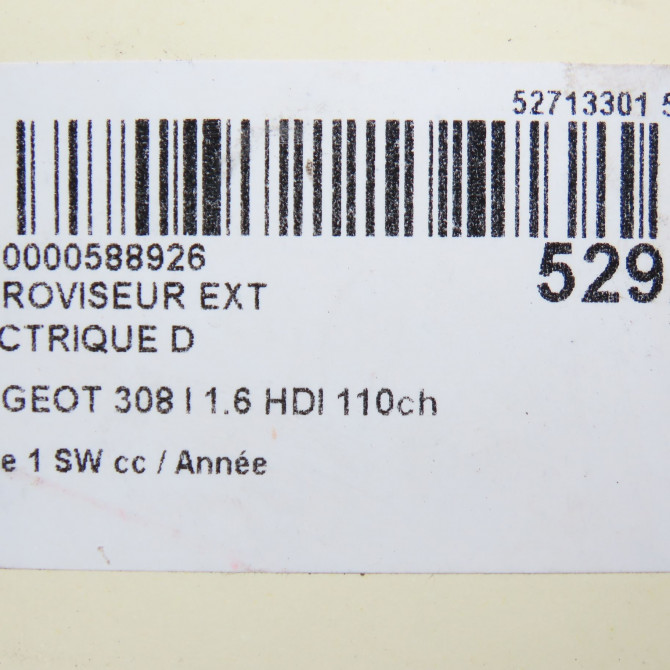 52713301 5
0000588926
529
ROVISEUR EXT
CTRIQUE D
GEOT 308 I 1.6 HDI 110ch
e 1 SW cc / Année